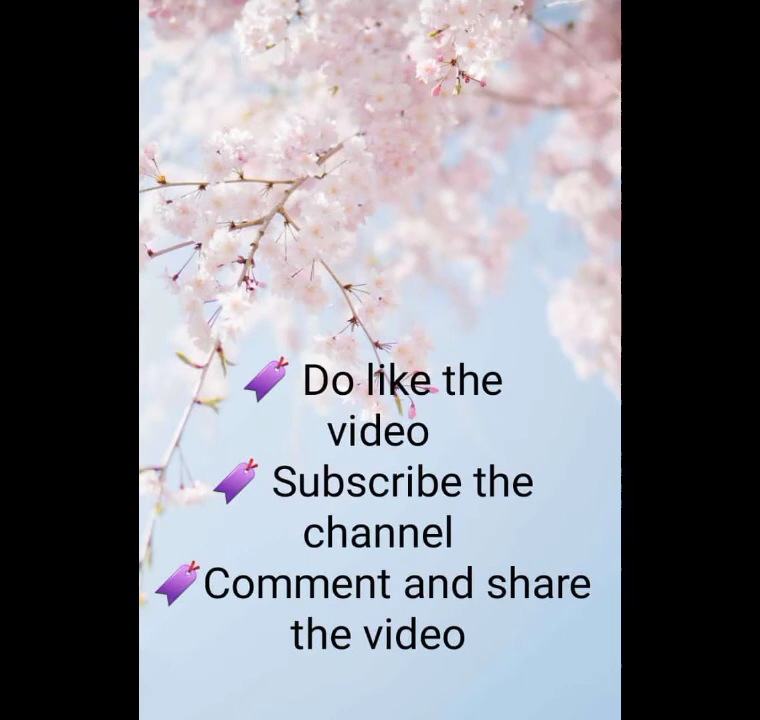 🔖 Do like the
video
🔖 Subscribe the
channel
🔖Comment and share
the video